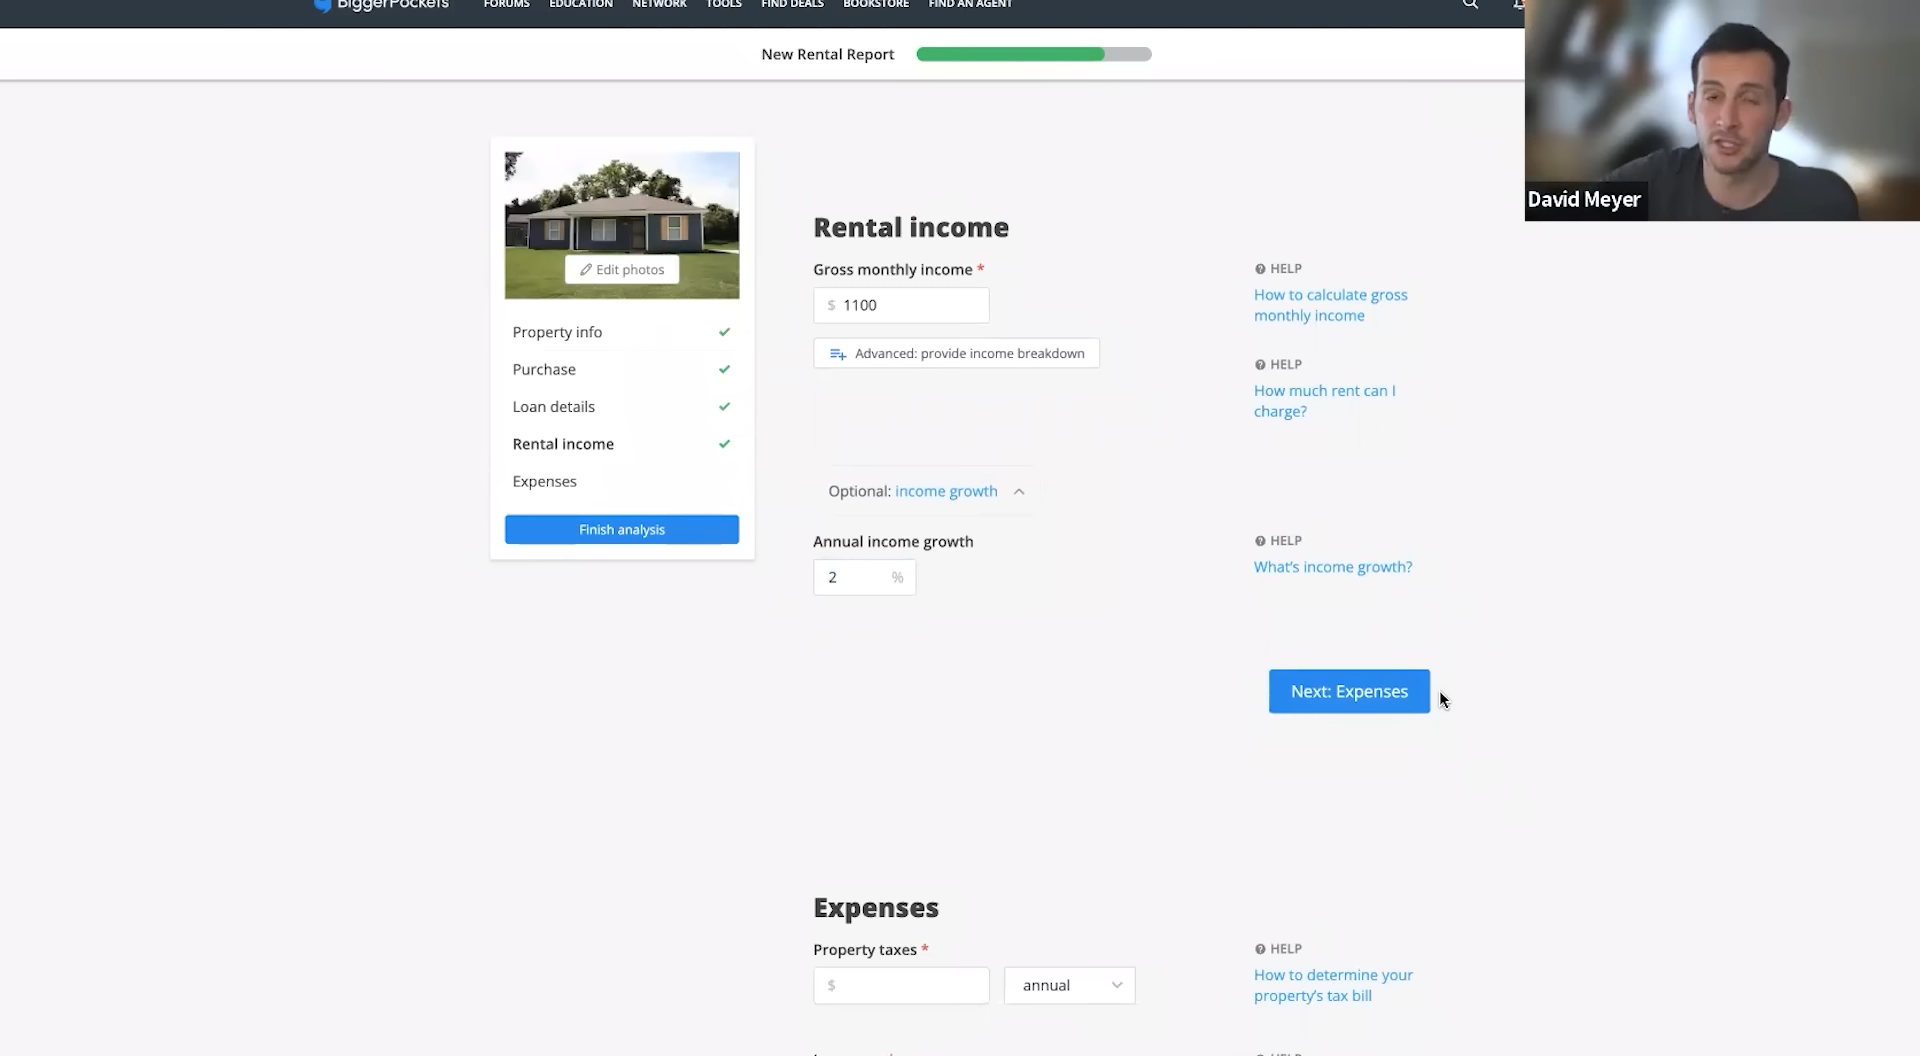 BiggerPockets
FORUMS EDUCATION NETWORK TOOLS FIND DEALS BOOKSTORE FIND AN AGENT
New Rental Report
David Meyer
Edit photos
Property info
Purchase
Loan details
Rental income
Expenses
Finish analysis
Rental income
Gross monthly income *
$ 1100
Advanced: provide income breakdown
HELP
How to calculate gross
monthly income
HELP
How much rent can I
charge?
Optional: income growth
Annual income growth
2 %
HELP
What's income growth?
Next: Expenses
Expenses
Property taxes *
$
annual
HELP
How to determine your
property's tax bill